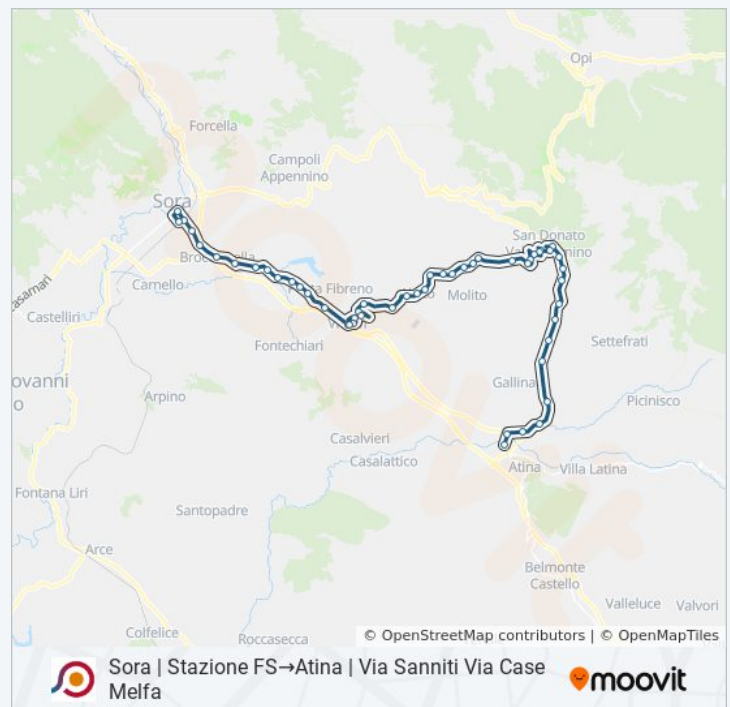 Opi
Forcella
Campoli
Appennino
Sora
San Donato
Casamari
Carnello
Molito
Castelliri
Fontechiari
Settefrati
Gallina
Arpino
Picinisco
Casalvieri
Casalattico
Atina
Villa Latina
Fontana Liri
Santopadre
Arce
Belmonte
Castello
Valleluce
Valvori
Colfelice
Roccasecca
© OpenStreetMap contributors | © OpenMapTiles
Sora | Stazione FS→Atina | Via Sanniti Via Case
Melfa
moovit